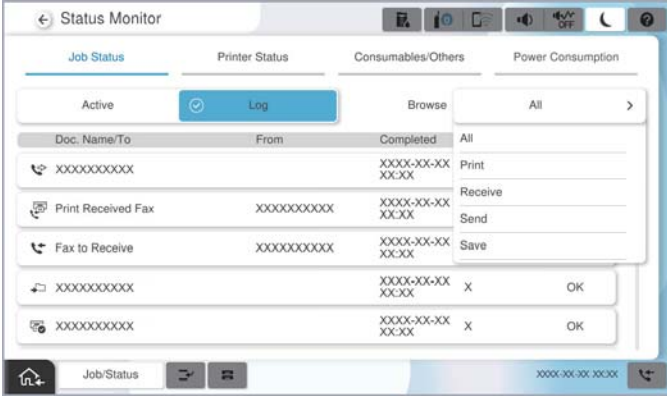 Status Monitor
OFF
Job Status
Printer Status
Consumables/Others
Power Consumption
Active
Log
Browse
All
Doc. Name/To
From
Completed
All
Print
Receive
Send
Save
XXXXXXXXXX
XXXX-XX-XX
XX:XX
Print Received Fax
XXXXXXXXXX
XXXX-XX-XX
XX:XX
Fax to Receive
XXXXXXXXXX
XXXX-XX-XX
XX:XX
XXXXXXXXXX
XXXX-XX-XX
XX:XX
X
OK
XXXXXXXXXX
XXXX-XX-XX
XX:XX
X
OK
Job/Status
XXXX-XX-XX XX:XX